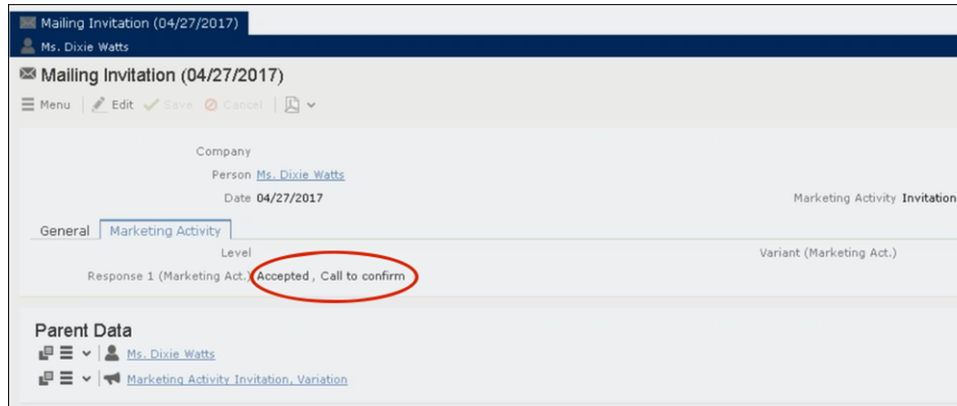 Mailing Invitation (04/27/2017)
Ms. Dixie Watts
Mailing Invitation (04/27/2017)
Menu Edit Save Cancel
Company
Person Ms. Dixie Watts
Date 04/27/2017 Marketing Activity Invitation
General Marketing Activity
Level Variant (Marketing Act.)
Response 1 (Marketing Act.) Accepted , Call to confirm
Parent Data
Ms. Dixie Watts
Marketing Activity Invitation, Variation